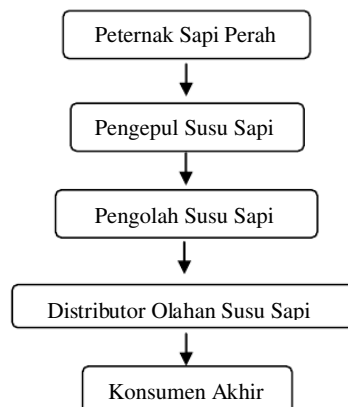 Peternak Sapi Perah
Pengepul Susu Sapi
Pengolah Susu Sapi
Distributor Olahan Susu Sapi
Konsumen Akhir